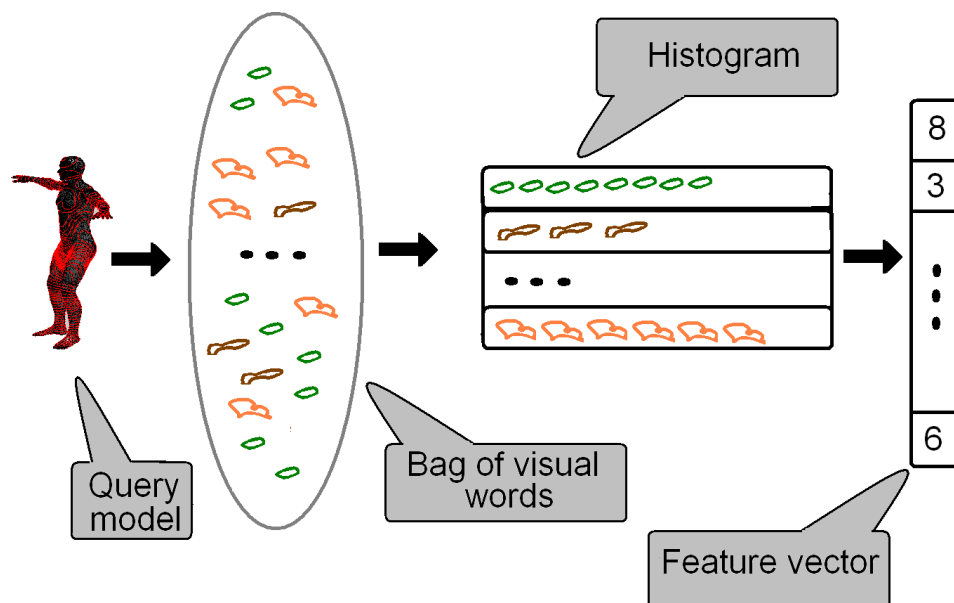 Histogram
8
3
6
Query
model
Bag of visual
words
Feature vector